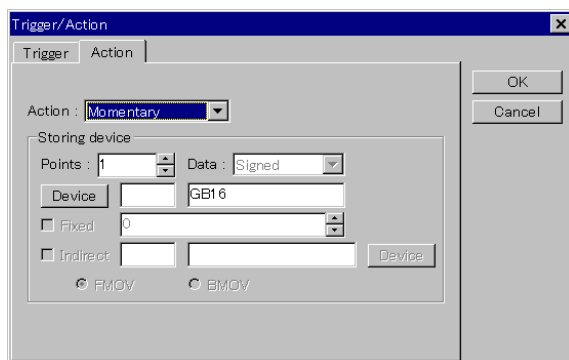 Trigger/Action
Trigger Action
OK
Action : Momentary
Cancel
Storing device
Points : 1 Data : Signed
Device GB16
Fixed 0
Indirect Device
FMOV BMOV